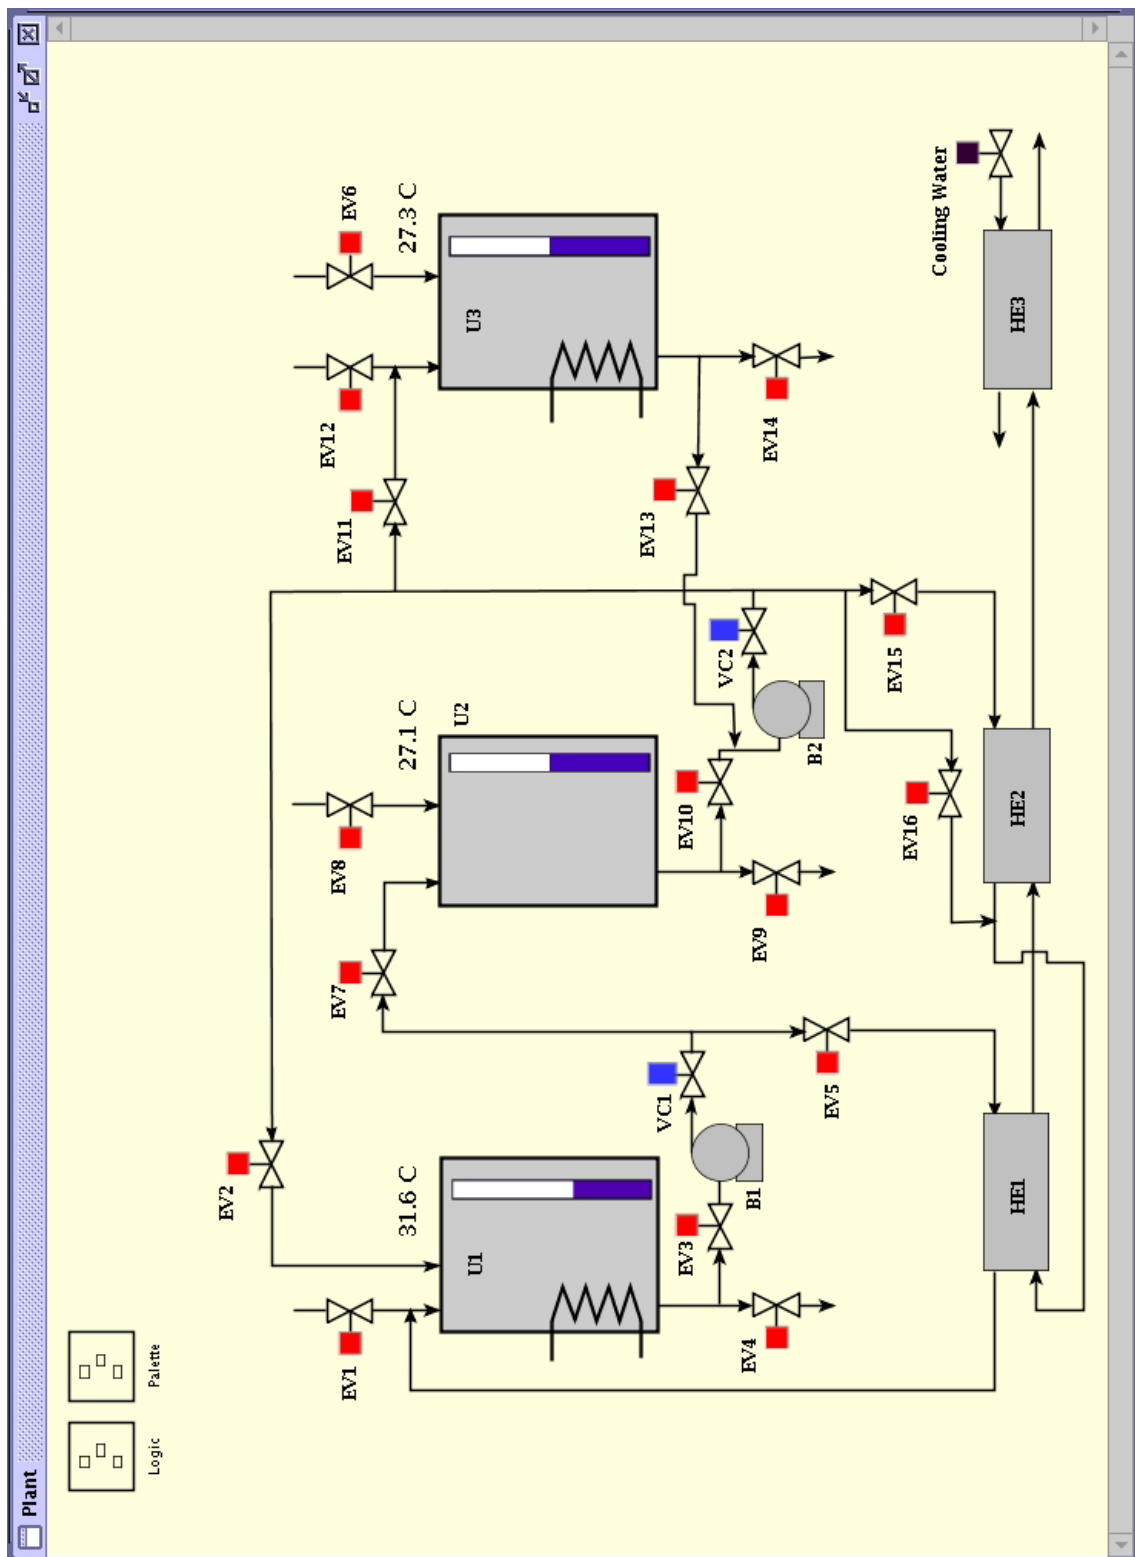 Plant
Logic
Palette
EV2
EV1
31.6 C
U1
EV3
EV4
B1
VC1
EV7
EV8
27.1 C
U2
EV9
EV10
B2
VC2
EV5
EV11
EV12
EV6
27.3 C
U3
EV13
EV14
EV15
EV16
HE1
HE2
HE3
Cooling Water